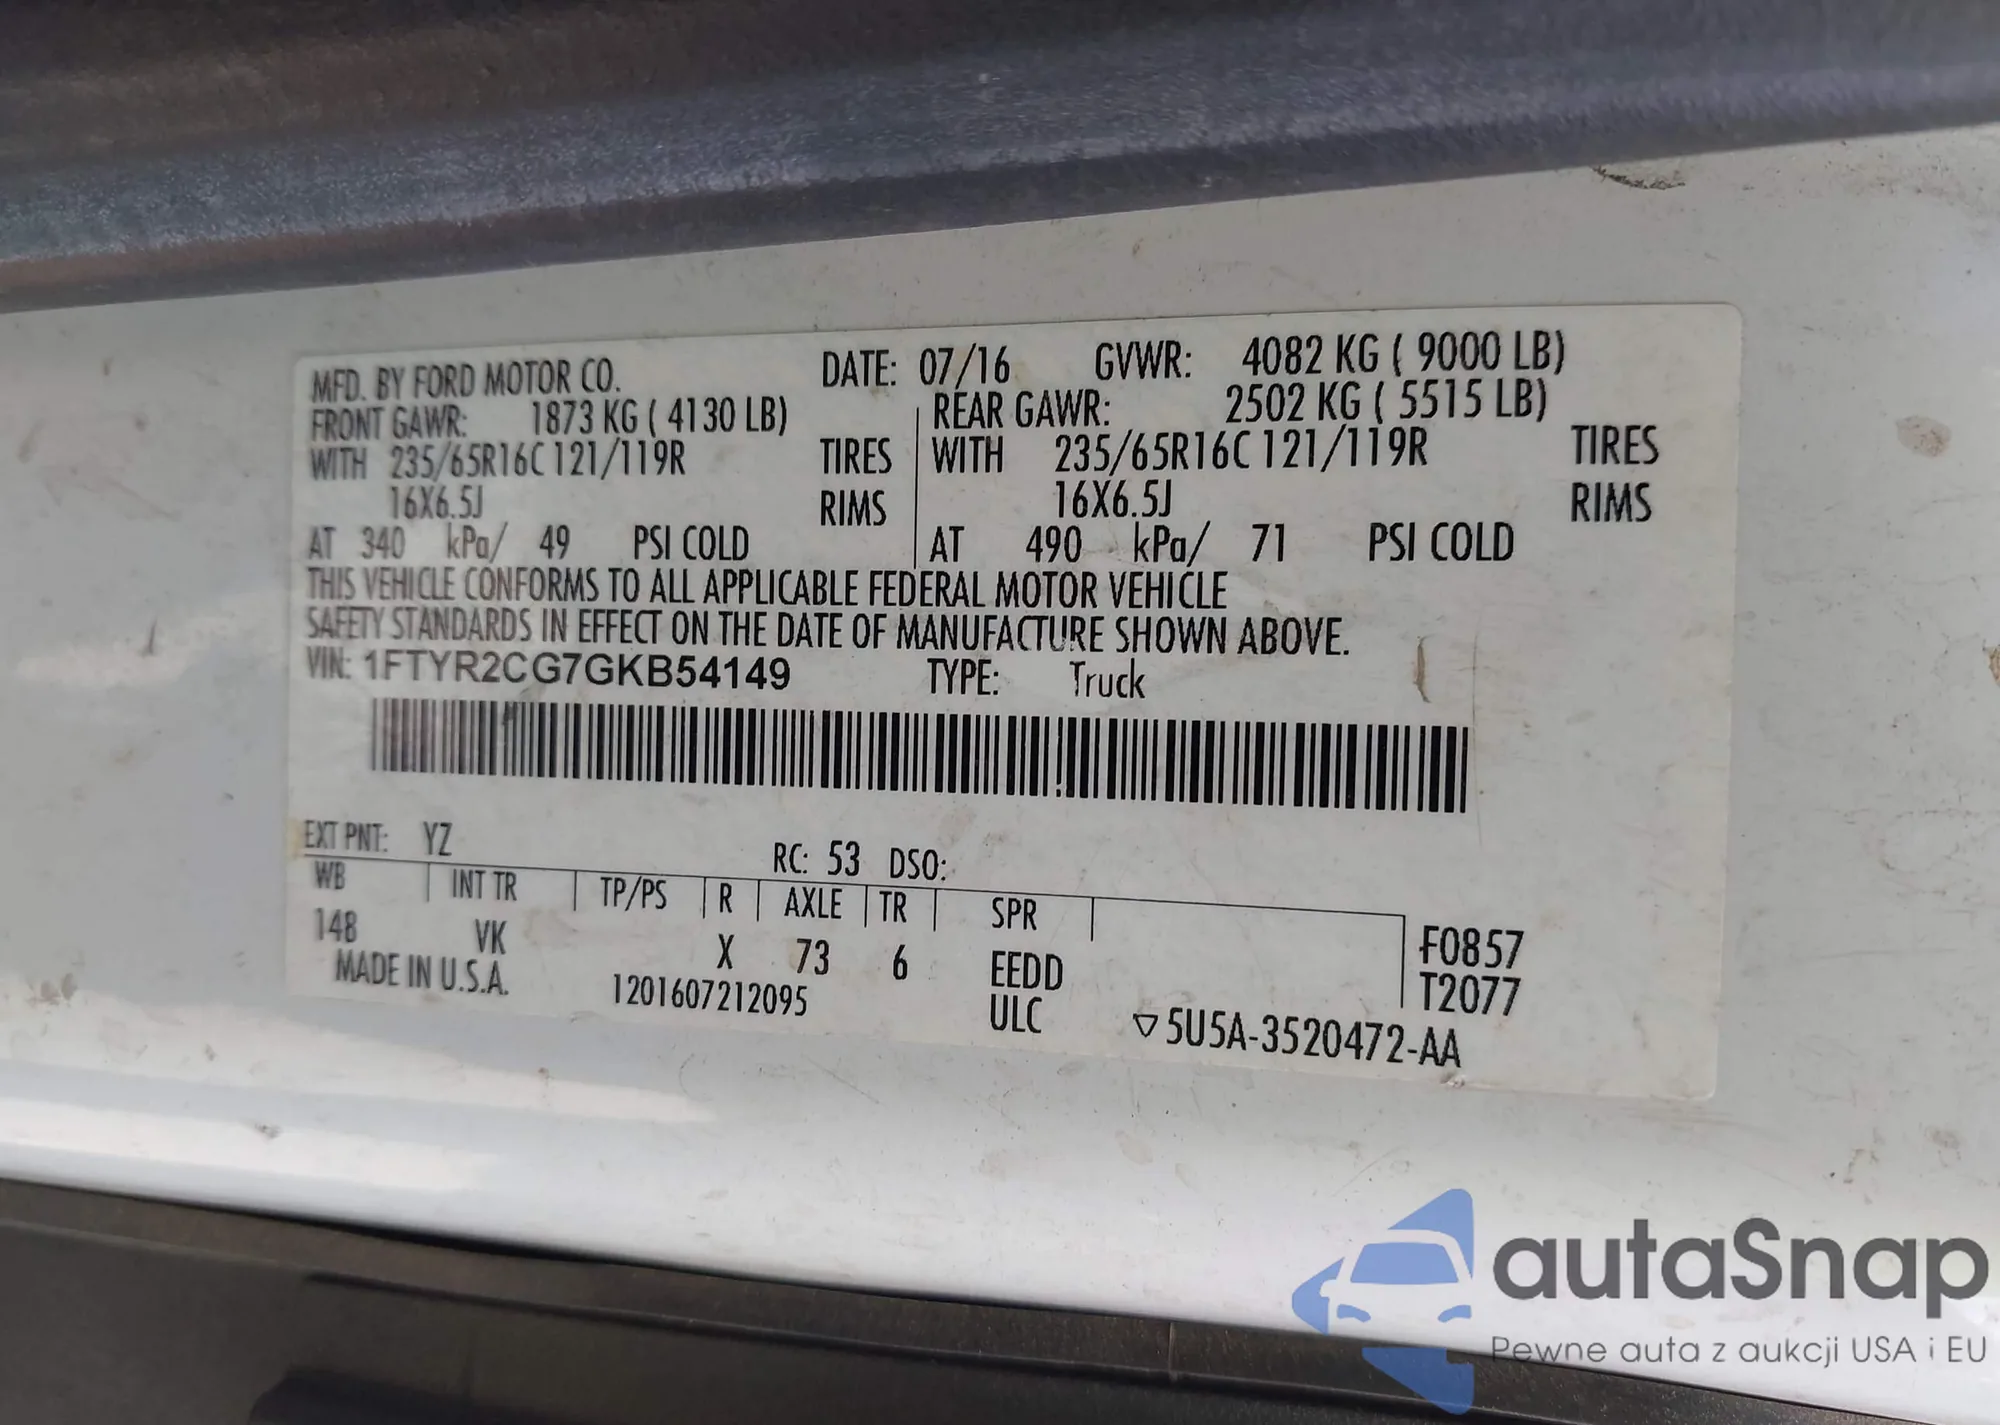 MFD. BY FORD MOTOR CO. DATE: 07/16 GVWR: 4082 KG ( 9000 LB)
FRONT GAWR: 1873 KG ( 4130 LB) REAR GAWR: 2502 KG ( 5515 LB)
WITH 235/65R16C 121/119R TIRES WITH 235/65R16C 121/119R TIRES
16X6.5J RIMS 16X6.5J RIMS
AT 340 kPa/ 49 PSI COLD AT 490 kPa/ 71 PSI COLD
THIS VEHICLE CONFORMS TO ALL APPLICABLE FEDERAL MOTOR VEHICLE
SAFETY STANDARDS IN EFFECT ON THE DATE OF MANUFACTURE SHOWN ABOVE.
VIN: 1FTYR2CG7GKB54149 TYPE: Truck
EXT PNT: YZ RC: 53 DSO:
WB INT TR TP/PS R AXLE TR SPR
148 VK X 73 6 EEDD F0857
MADE IN U.S.A. 1201607212095 ULC T2077
▽5U5A-3520472-AA
autaSnap
Pewne auta z aukcji USA i EU